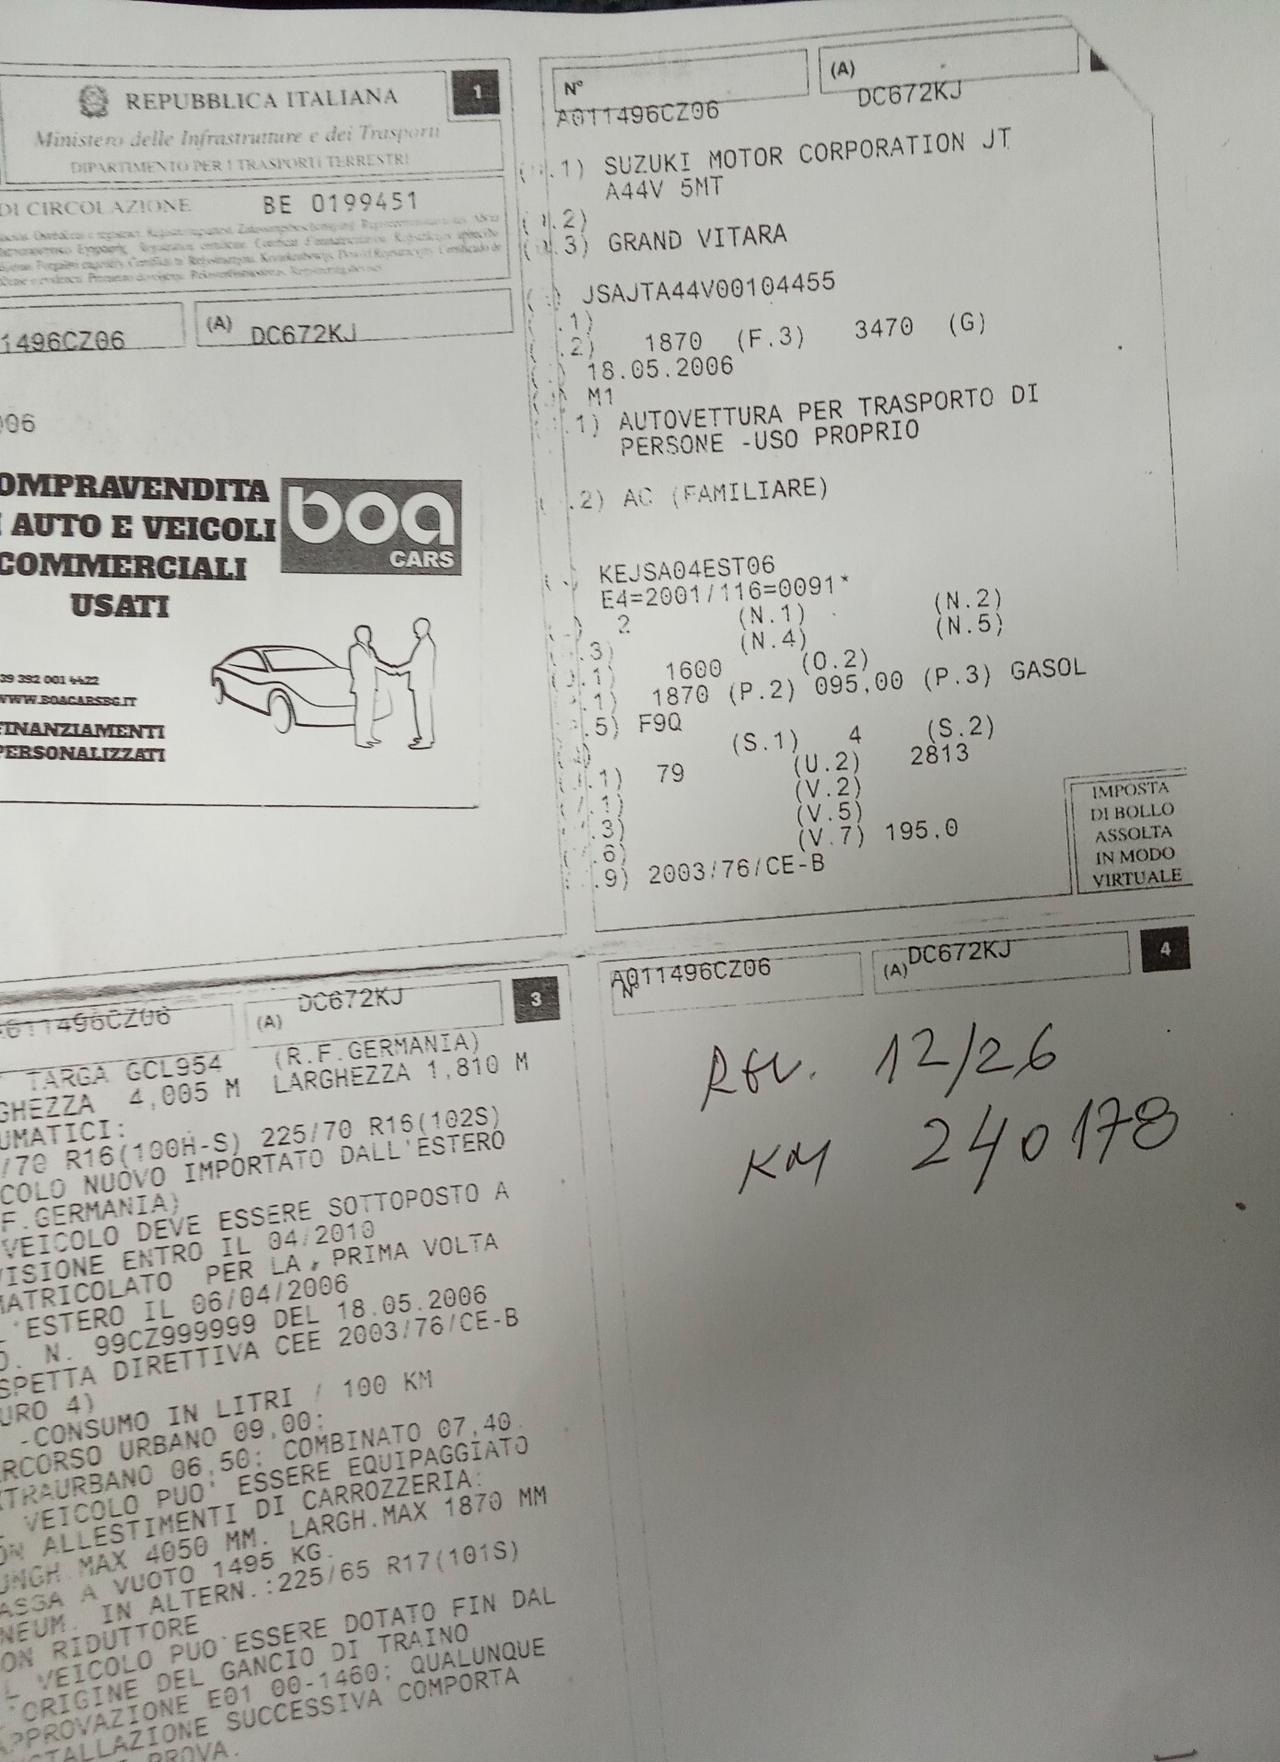 REPUBBLICA ITALIANA
1
Ministero delle Infrastrutture e dei Trasporti
DIPARTIMENTO PER I TRASPORTI TERRESTRI
DI CIRCOLAZIONE BE 0199451
1496CZ06 (A) DC672KJ
006
OMPRAVENDITA
AUTO E VEICOLI
COMMERCIALI
USATI
boa
CARS
39 392 001 4422
WWW.BOACARSBG.IT
FINANZIAMENTI
PERSONALIZZATI
N° A011496CZ06 (A) DC672KJ
.1) SUZUKI MOTOR CORPORATION JT
A44V 5MT
.2)
.3) GRAND VITARA
JSAJTA44V00104455
.1)
.2) 1870 (F.3) 3470 (G)
18.05.2006
M1
.1) AUTOVETTURA PER TRASPORTO DI
PERSONE -USO PROPRIO
.2) AC (FAMILIARE)
KEJSA04EST06
E4=2001/116=0091*
2 (N.1) (N.2)
.3) (N.4) (N.5)
.1) 1600 (O.2)
.1) 1870 (P.2) 095,00 (P.3) GASOL
.5) F9Q
(S.1) 4 (S.2)
.1) 79 (U.2) 2813
.1) (V.2)
.3) (V.5)
.6) (V.7) 195,0
.9) 2003/76/CE-B
IMPOSTA
DI BOLLO
ASSOLTA
IN MODO
VIRTUALE
A011496CZ06 (A) DC672KJ 3
TARGA GCL954 (R.F.GERMANIA)
GHEZZA 4,005 M LARGHEZZA 1,810 M
UMATICI:
/70 R16(100H-S) 225/70 R16(102S)
COLO NUOVO IMPORTATO DALL'ESTERO
F.GERMANIA)
VEICOLO DEVE ESSERE SOTTOPOSTO A
VISIONE ENTRO IL 04/2010
MATRICOLATO PER LA PRIMA VOLTA
L'ESTERO IL 06/04/2006
O. N. 99CZ999999 DEL 18.05.2006
SPETTA DIRETTIVA CEE 2003/76/CE-B
URO 4)
-CONSUMO IN LITRI / 100 KM
RCORSO URBANO 09,00;
XTRAURBANO 06,50; COMBINATO 07,40.
L VEICOLO PUO' ESSERE EQUIPAGGIATO
ON ALLESTIMENTI DI CARROZZERIA:
UNGH.MAX 4050 MM. LARGH.MAX 1870 MM
ASSA A VUOTO 1495 KG.
NEUM. IN ALTERN.:225/65 R17(101S)
ON RIDUTTORE
L VEICOLO PUO'ESSERE DOTATO FIN DAL
'ORIGINE DEL GANCIO DI TRAINO
APPROVAZIONE E01 00-1460; QUALUNQUE
STALLAZIONE SUCCESSIVA COMPORTA
PROVA.
N° A011496CZ06 (A) DC672KJ 4
REV. 12/26
KM 240178